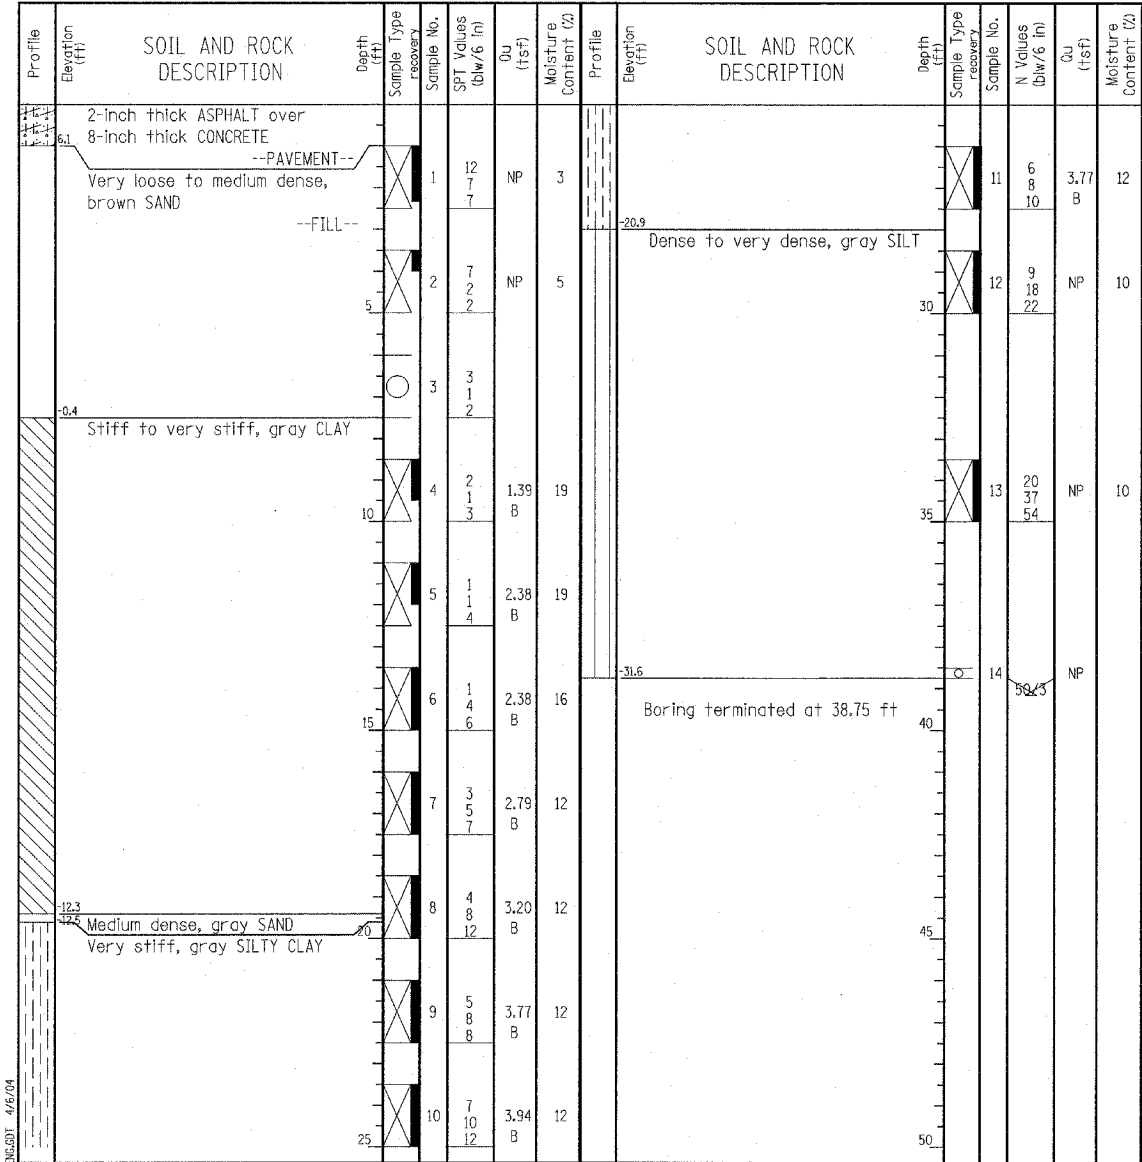 Profile
Elevation
(ft)
SOIL AND ROCK
DESCRIPTION
Depth
(ft)
Sample Type
recovery
Sample No.
SPT Values
(blw/6 in)
Qu
(tsf)
Moisture
Content (%)
2-inch thick ASPHALT over
6.1 8-inch thick CONCRETE
--PAVEMENT--
Very loose to medium dense,
brown SAND
--FILL--
1
12
7
7
NP
3
2
7
2
2
NP
5
5
3
3
1
2
-0.4
Stiff to very stiff, gray CLAY
4
2
1
3
1.39
B
19
10
5
1
1
4
2.38
B
19
6
1
4
6
2.38
B
16
15
7
3
5
7
2.79
B
12
-12.3
8
4
8
12
3.20
B
12
-12.5 Medium dense, gray SAND
20
Very stiff, gray SILTY CLAY
9
5
8
8
3.77
B
12
10
7
10
12
3.94
B
12
25
Profile
Elevation
(ft)
SOIL AND ROCK
DESCRIPTION
Depth
(ft)
Sample Type
recovery
Sample No.
N Values
(blw/6 in)
Qu
(tsf)
Moisture
Content (%)
11
6
8
10
3.77
B
12
-20.9
Dense to very dense, gray SILT
12
9
18
22
NP
10
30
13
20
37
54
NP
10
35
-31.6
14
50/3
NP
Boring terminated at 38.75 ft
40
45
50
ENG.GDT 4/6/04